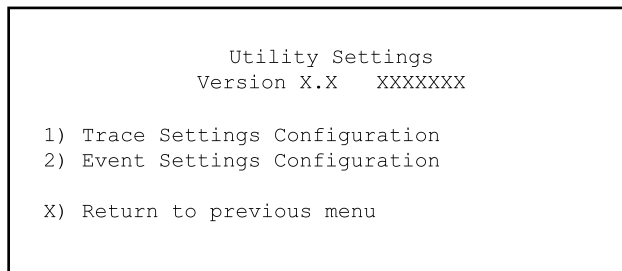 Utility Settings
Version X.X XXXXXXX
1) Trace Settings Configuration
2) Event Settings Configuration
X) Return to previous menu